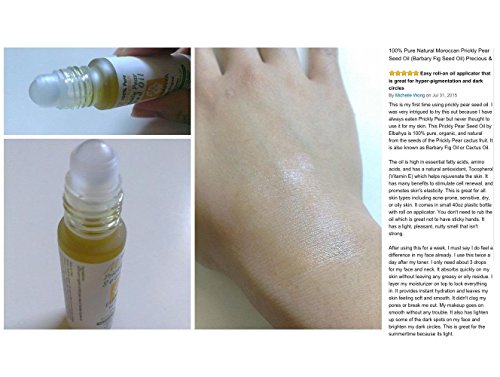 100% Pure Natural Moroccan Prickly Pear
Seed Oil (Barbary Fig Seed Oil) Precious &
Easy roll-on oil applicator that
is great for hyper-pigmentation and dark
circles
By Michelle Wong on Jul 31, 2015
This is my first time using prickly pear seed oil. I
was very intrigued to try this out because I have
always eaten Prickly Pear but never thought to
use it for my skin. This Prickly Pear Seed Oil by
Elbahya is 100% pure, organic, and natural
from the seeds of the Prickly Pear cactus fruit. It
is also known as Barbary Fig Oil or Cactus Oil.
The oil is high in essential fatty acids, amino
acids, and has a natural antioxidant, Tocopherol
(Vitamin E) which helps rejuvenate the skin. It
has many benefits to stimulate cell renewal, and
promotes skin's elasticity. This is great for all
skin types including acne prone, sensitive, dry,
or oily skin. It comes in small 40oz plastic bottle
with roll on applicator. You don't need to rub the
oil which is great not to have sticky hands. It
has a light, pleasant, nutty smell that isn't
strong.
After using this for a week, I must say I do feel a
difference in my face already. I use this twice a
day after my toner. I only need about 3 drops
for my face and neck. It absorbs quickly on my
skin without leaving any greasy or oily residue. I
layer my moisturizer on top to lock everything
in. It provides instant hydration and leaves my
skin feeling soft and smooth. It didn't clog my
pores or break me out. My makeup goes on
smooth without any trouble. It also has lighten
up some of the dark spots on my face and
brighten my dark circles. This is great for the
summertime because its light.